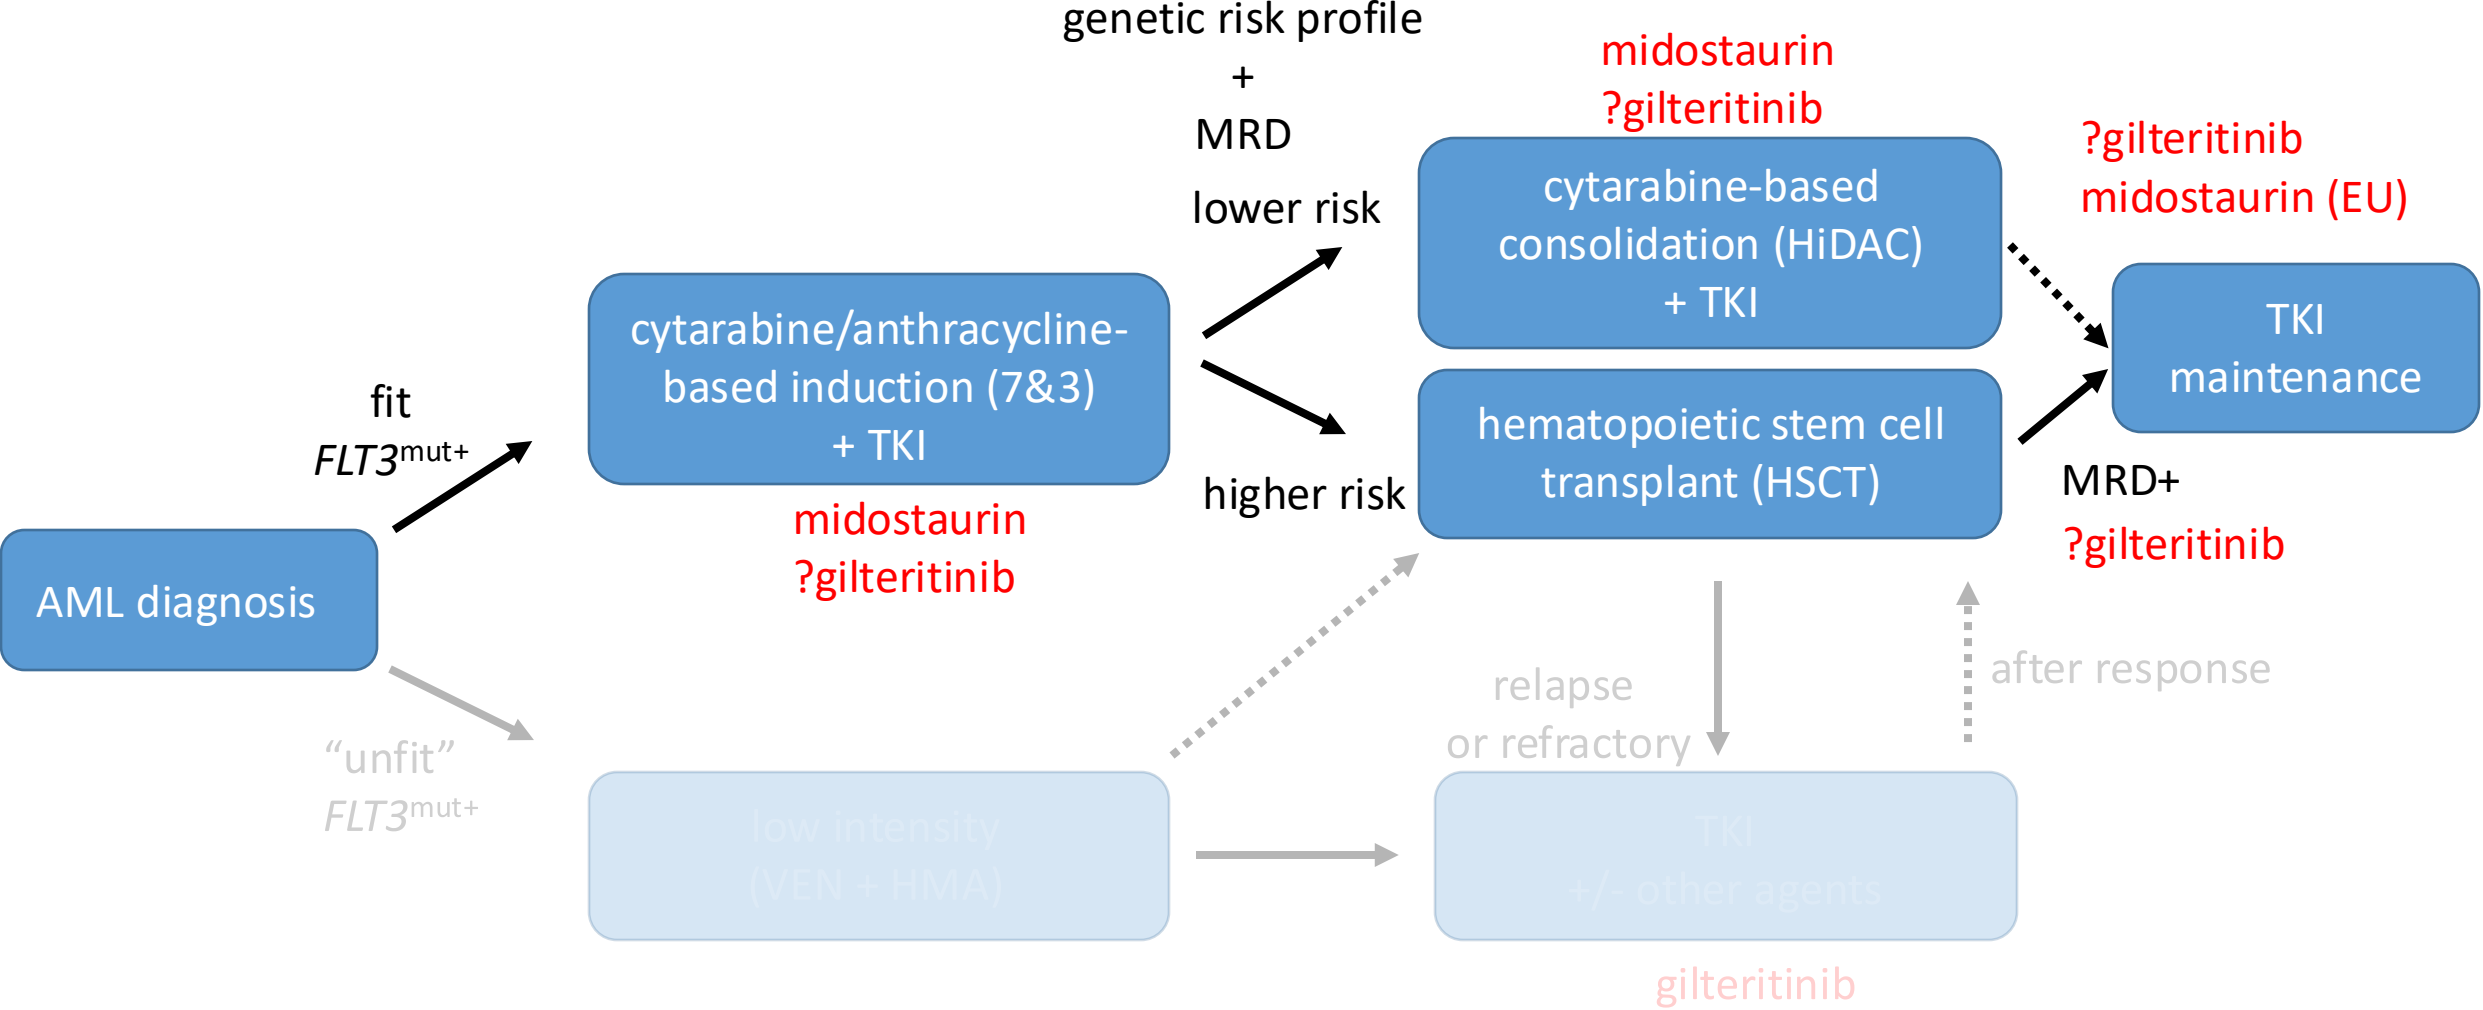 genetic risk profile
+
MRD
lower risk
higher risk
midostaurin
?gilteritinib
cytarabine-based
consolidation (HiDAC)
+ TKI
?gilteritinib
midostaurin (EU)
TKI
maintenance
cytarabine/anthracycline-
based induction (7&3)
+ TKI
midostaurin
?gilteritinib
fit
FLT3mut+
hematopoietic stem cell
transplant (HSCT)
MRD+
?gilteritinib
AML diagnosis
“unfit”
FLT3mut+
low intensity
(VEN + HMA)
relapse
or refractory
after response
TKI
+/- other agents
gilteritinib